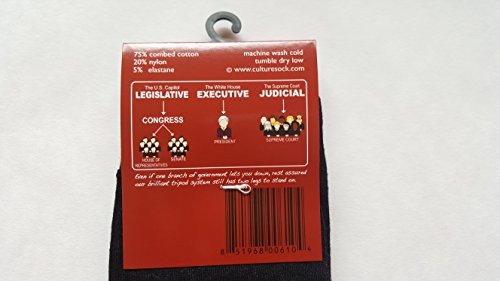 75% combed cotton
20% nylon
5% elastane
machine wash cold
tumble dry low
© www.culturesock.com
The U.S. Capitol
LEGISLATIVE
The White House
EXECUTIVE
The Supreme Court
JUDICIAL
CONGRESS
HOUSE OF
REPRESENTATIVES
SENATE
PRESIDENT
SUPREME COURT
Even if one branch of government lets you down, rest assured
our brilliant tripod system still has two legs to stand on.
8 51968 00610 4